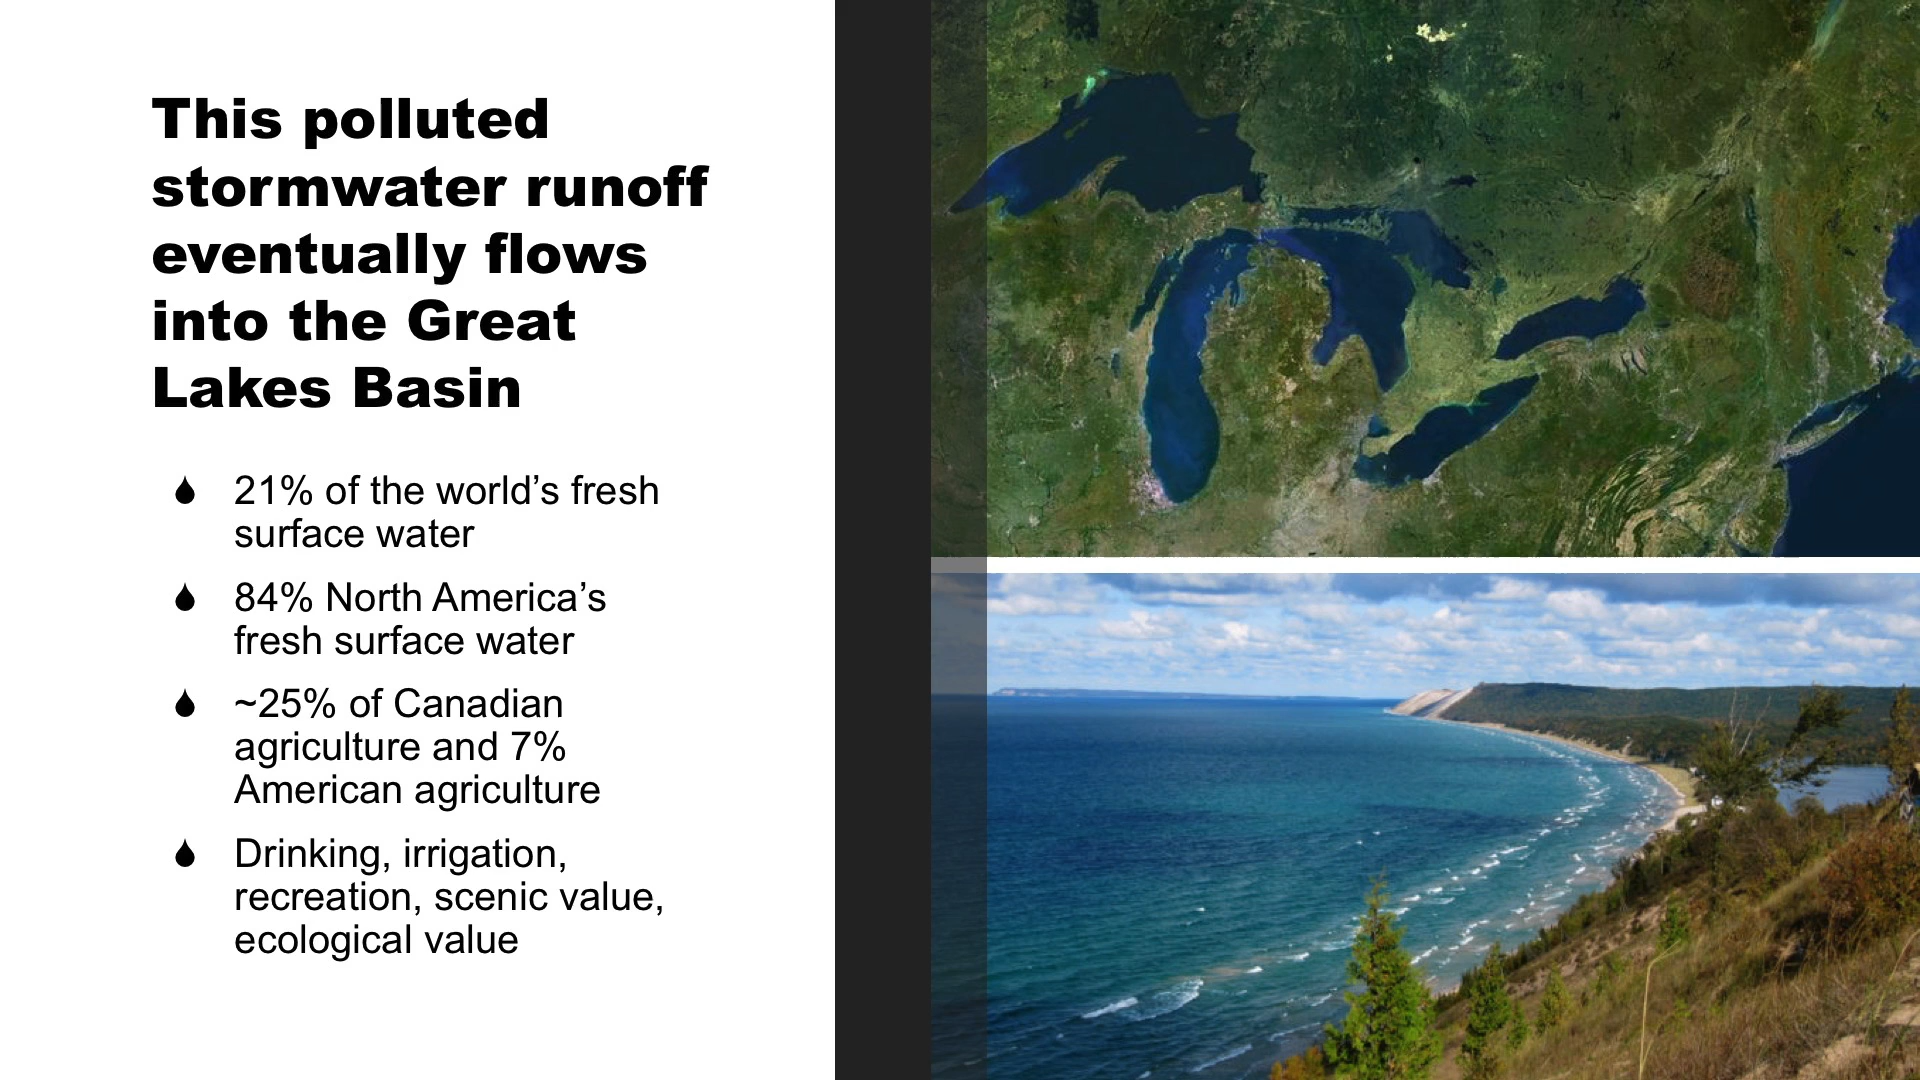 This polluted
stormwater runoff
eventually flows
into the Great
Lakes Basin
21% of the world’s fresh
surface water
84% North America’s
fresh surface water
~25% of Canadian
agriculture and 7%
American agriculture
Drinking, irrigation,
recreation, scenic value,
ecological value